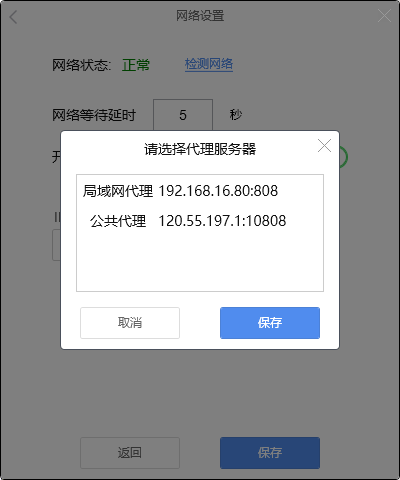 网络设置
网络状态: 正常 检测网络
网络等待延时 5 秒
请选择代理服务器
开
局域网代理 192.168.16.80:808
公共代理 120.55.197.1:10808
取消 保存
返回 保存